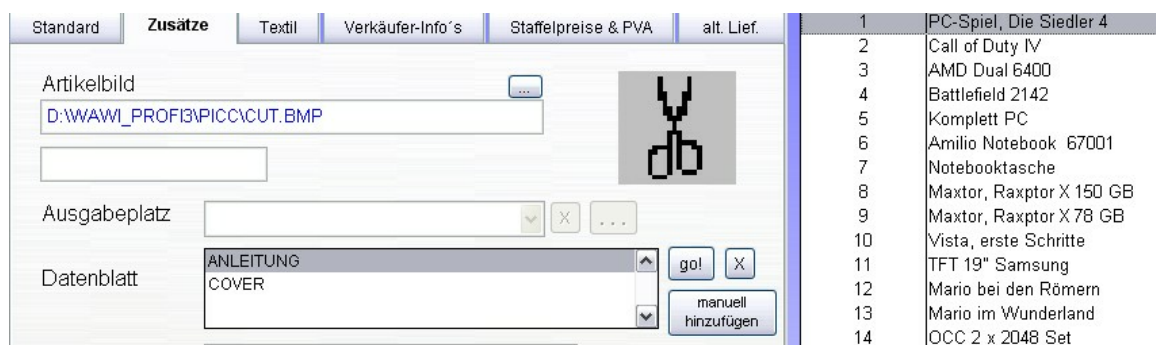 Standard Zusätze Textil Verkäufer-Info´s Staffelpreise & PVA alt. Lief.
Artikelbild
...
D:\WAWI_PROFI3\PICC\CUT.BMP
Ausgabeplatz X ...
Datenblatt
ANLEITUNG
COVER
go! X
manuell
hinzufügen
1 PC-Spiel, Die Siedler 4
2 Call of Duty IV
3 AMD Dual 6400
4 Battlefield 2142
5 Komplett PC
6 Amilio Notebook 67001
7 Notebooktasche
8 Maxtor, Raxptor X 150 GB
9 Maxtor, Raxptor X 78 GB
10 Vista, erste Schritte
11 TFT 19" Samsung
12 Mario bei den Römern
13 Mario im Wunderland
14 OCC 2 x 2048 Set